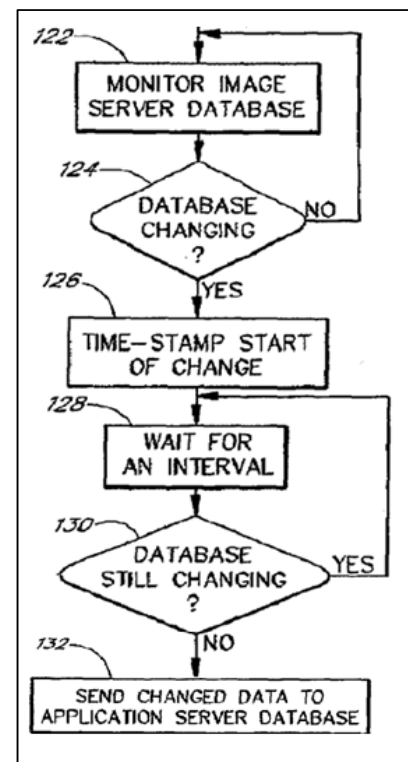 122
MONITOR IMAGE
SERVER DATABASE
124
DATABASE
CHANGING
?
NO
YES
126
TIME-STAMP START
OF CHANGE
128
WAIT FOR
AN INTERVAL
130
DATABASE
STILL CHANGING
?
YES
NO
132
SEND CHANGED DATA TO
APPLICATION SERVER DATABASE